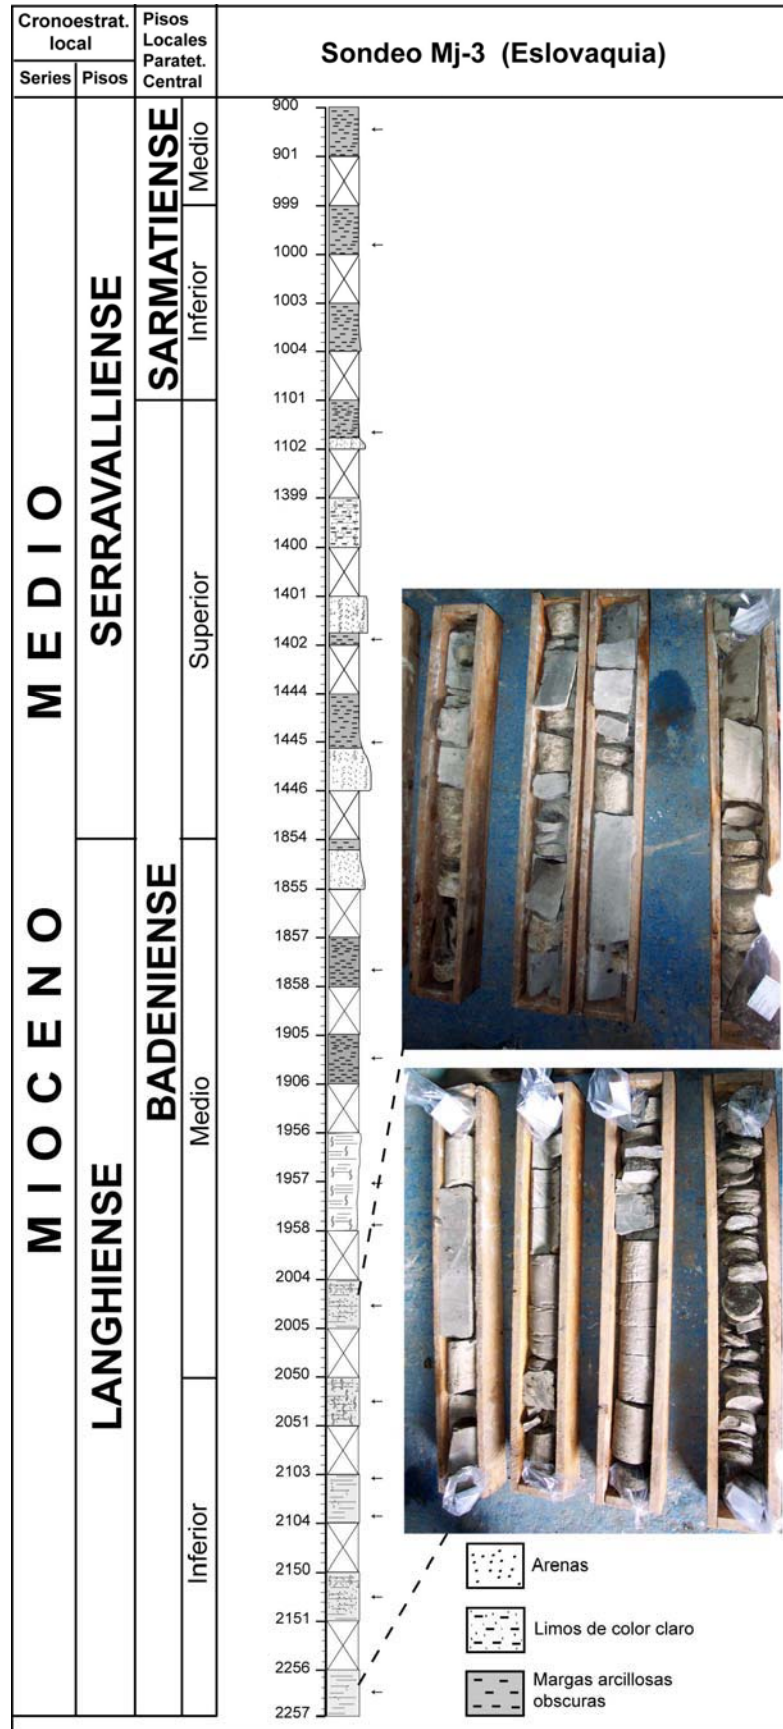 Cronoestrat.
local
Series
Pisos
Pisos
Locales
Paratet.
Central
Sondeo Mj-3 (Eslovaquia)
MIOCENO MEDIO
SERRAVALLIENSE
LANGHIENSE
SARMATIENSE
BADENIENSE
Medio
Inferior
Superior
Medio
Inferior
900
901
999
1000
1003
1004
1101
1102
1399
1400
1401
1402
1444
1445
1446
1854
1855
1857
1858
1905
1906
1956
1957
1958
2004
2005
2050
2051
2103
2104
2150
2151
2256
2257
Arenas
Limos de color claro
Margas arcillosas
obscuras